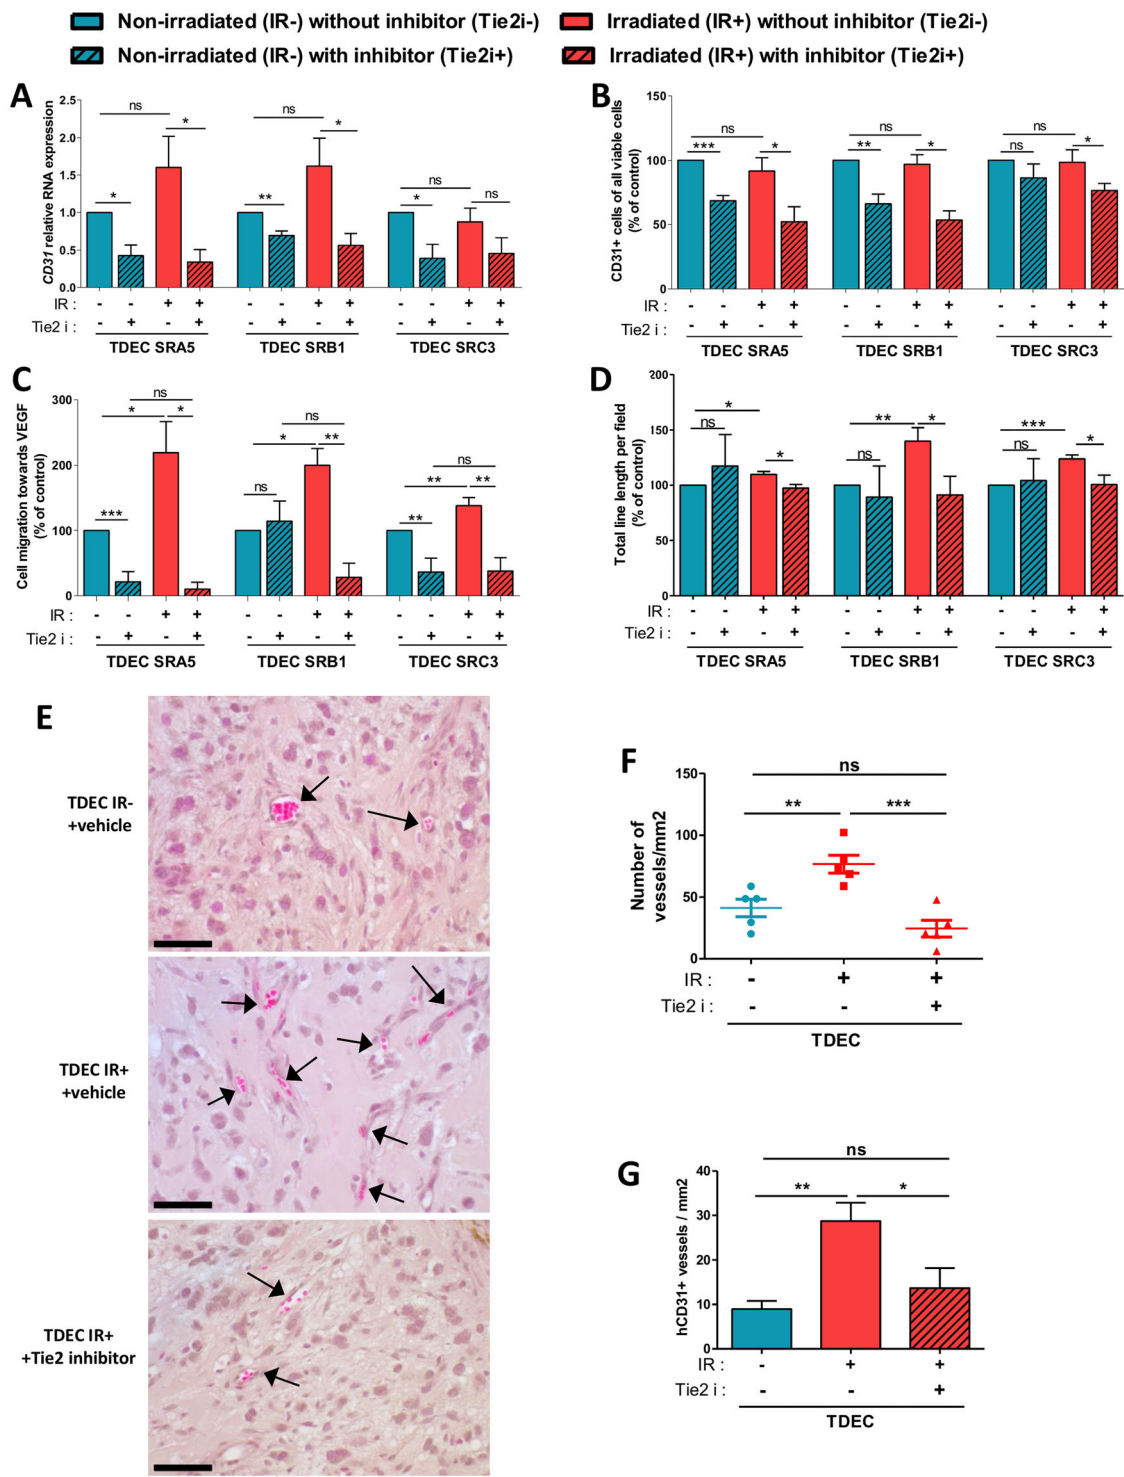 Non-irradiated (IR-) without inhibitor (Tie2i-)
Irradiated (IR+) without inhibitor (Tie2i-)
Non-irradiated (IR-) with inhibitor (Tie2i+)
Irradiated (IR+) with inhibitor (Tie2i+)
A
CD31 relative RNA expression
2.5
2.0
1.5
1.0
0.5
0.0
ns
*
*
ns
**
*
ns
*
ns
IR : - - + + - - + + - - + +
Tie2 i : - + - + - + - + - + - +
TDEC SRA5 TDEC SRB1 TDEC SRC3
B
CD31+ cells of all viable cells
(% of control)
150
100
50
0
ns
***
*
ns
**
*
ns
ns
*
IR : - - + + - - + + - - + +
Tie2 i : - + - + - + - + - + - +
TDEC SRA5 TDEC SRB1 TDEC SRC3
C
Cell migration towards VEGF
(% of control)
300
200
100
0
ns
*
*
***
ns
*
**
ns
ns
**
**
**
IR : - - + + - - + + - - + +
Tie2 i : - + - + - + - + - + - +
TDEC SRA5 TDEC SRB1 TDEC SRC3
D
Total line length per field
(% of control)
200
150
100
50
0
*
ns
*
**
*
ns
***
ns
*
IR : - - + + - - + + - - + +
Tie2 i : - + - + - + - + - + - +
TDEC SRA5 TDEC SRB1 TDEC SRC3
E
TDEC IR-
+vehicle
TDEC IR+
+vehicle
TDEC IR+
+Tie2 inhibitor
F
Number of
vessels/mm2
150
100
50
0
ns
**
***
IR : - + +
Tie2 i : - - +
TDEC
G
hCD31+ vessels / mm2
40
30
20
10
0
ns
**
*
IR : - + +
Tie2 i : - - +
TDEC